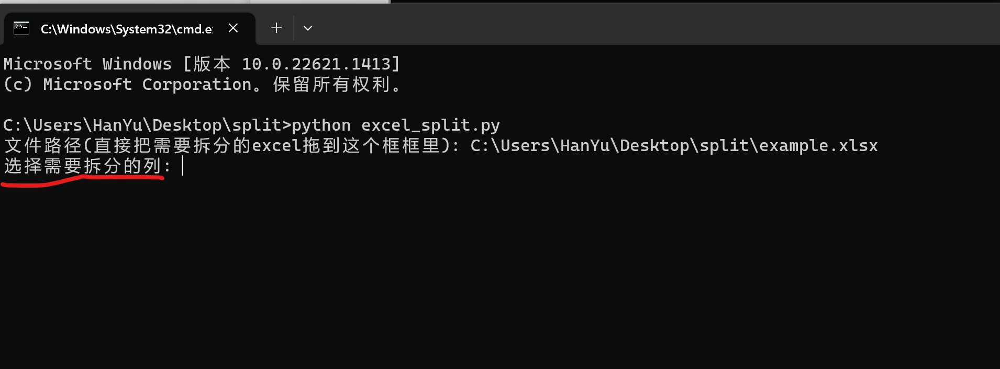 C:\Windows\System32\cmd.e
Microsoft Windows [版本 10.0.22621.1413]
(c) Microsoft Corporation。保留所有权利。
C:\Users\HanYu\Desktop\split>python excel_split.py
文件路径(直接把需要拆分的excel拖到这个框框里): C:\Users\HanYu\Desktop\split\example.xlsx
选择需要拆分的列: